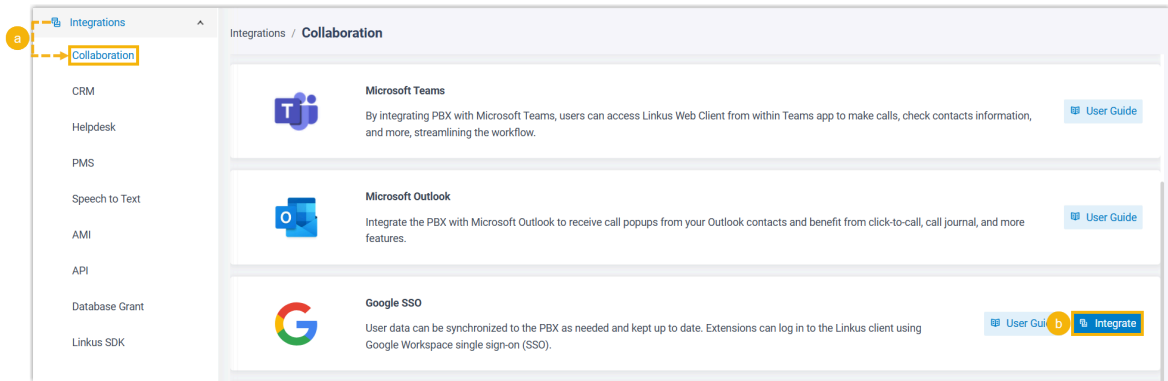 a
Integrations
Collaboration
CRM
Helpdesk
PMS
Speech to Text
AMI
API
Database Grant
Linkus SDK
Integrations / Collaboration
Microsoft Teams
By integrating PBX with Microsoft Teams, users can access Linkus Web Client from within Teams app to make calls, check contacts information,
and more, streamlining the workflow.
User Guide
Microsoft Outlook
Integrate the PBX with Microsoft Outlook to receive call popups from your Outlook contacts and benefit from click-to-call, call journal, and more
features.
User Guide
Google SSO
User data can be synchronized to the PBX as needed and kept up to date. Extensions can log in to the Linkus client using
Google Workspace single sign-on (SSO).
User Gui
b
Integrate